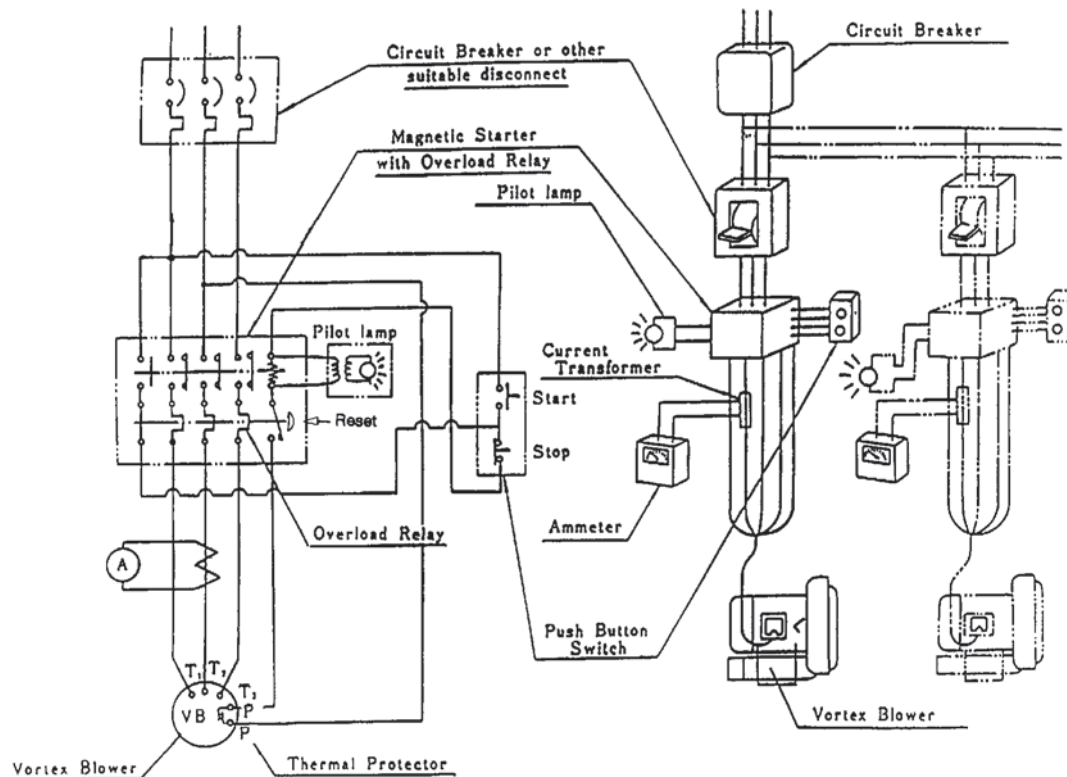 Circuit Breaker or other
suitable disconnect
Circuit Breaker
Magnetic Starter
with Overload Relay
Pilot lamp
Pilot lamp
Current
Transformer
Start
Reset
Stop
Ammeter
Overload Relay
A
Push Button
Switch
T₁ T₂
T₃
VB
P
P
Vortex Blower
Vortex Blower
Thermal Protector